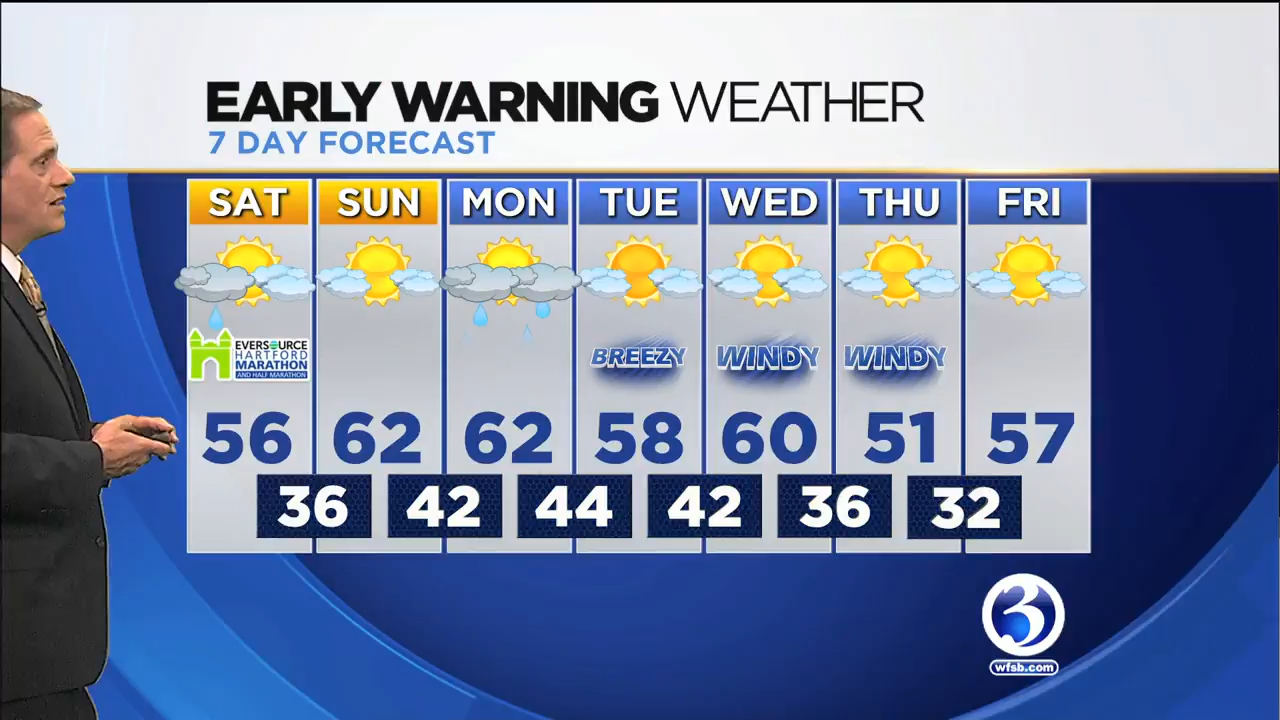 EARLY WARNING WEATHER
7 DAY FORECAST
SAT SUN MON TUE WED THU FRI
EVERSOURCE
HARTFORD
MARATHON
AND HALF MARATHON
BREEZY WINDY WINDY
56 62 62 58 60 51 57
36 42 44 42 36 32
3
wfsb.com